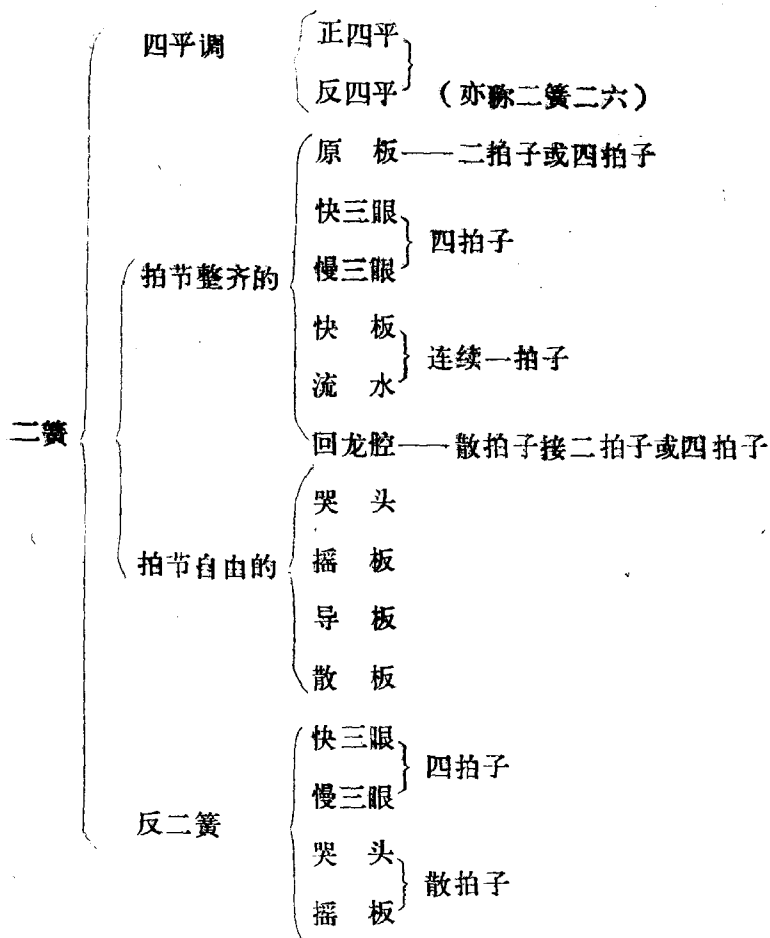 四平调
正四平
反四平 （亦称二簧二六）
原 板——二拍子或四拍子
快三眼
四拍子
慢三眼
拍节整齐的
快 板
连续一拍子
流 水
二簧
回龙腔——散拍子接二拍子或四拍子
哭 头
拍节自由的
摇 板
导 板
散 板
快三眼
四拍子
慢三眼
反二簧
哭 头
散拍子
摇 板